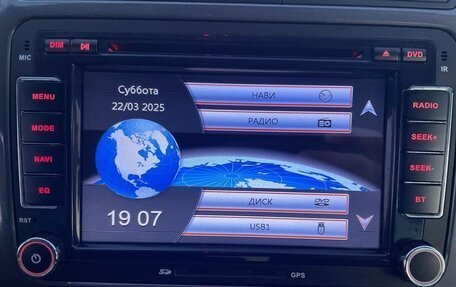 DIM
DVD
MIC
IR
MENU
MODE
NAVI
EQ
RST
Суббота
22/03 2025
19 07
НАВИ
РАДИО
ДИСК
DVD
USB1
RADIO
SEEK+
SEEK-
BT
SD
GPS